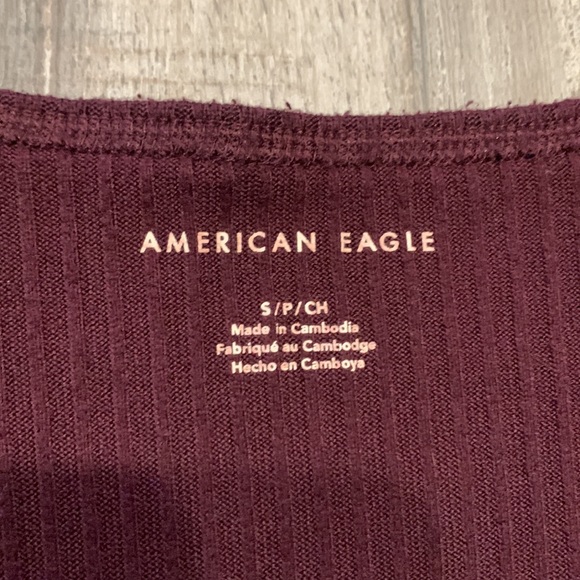 AMERICAN EAGLE
S/P/CH
Made in Cambodia
Fabriqué au Cambodge
Hecho en Camboya